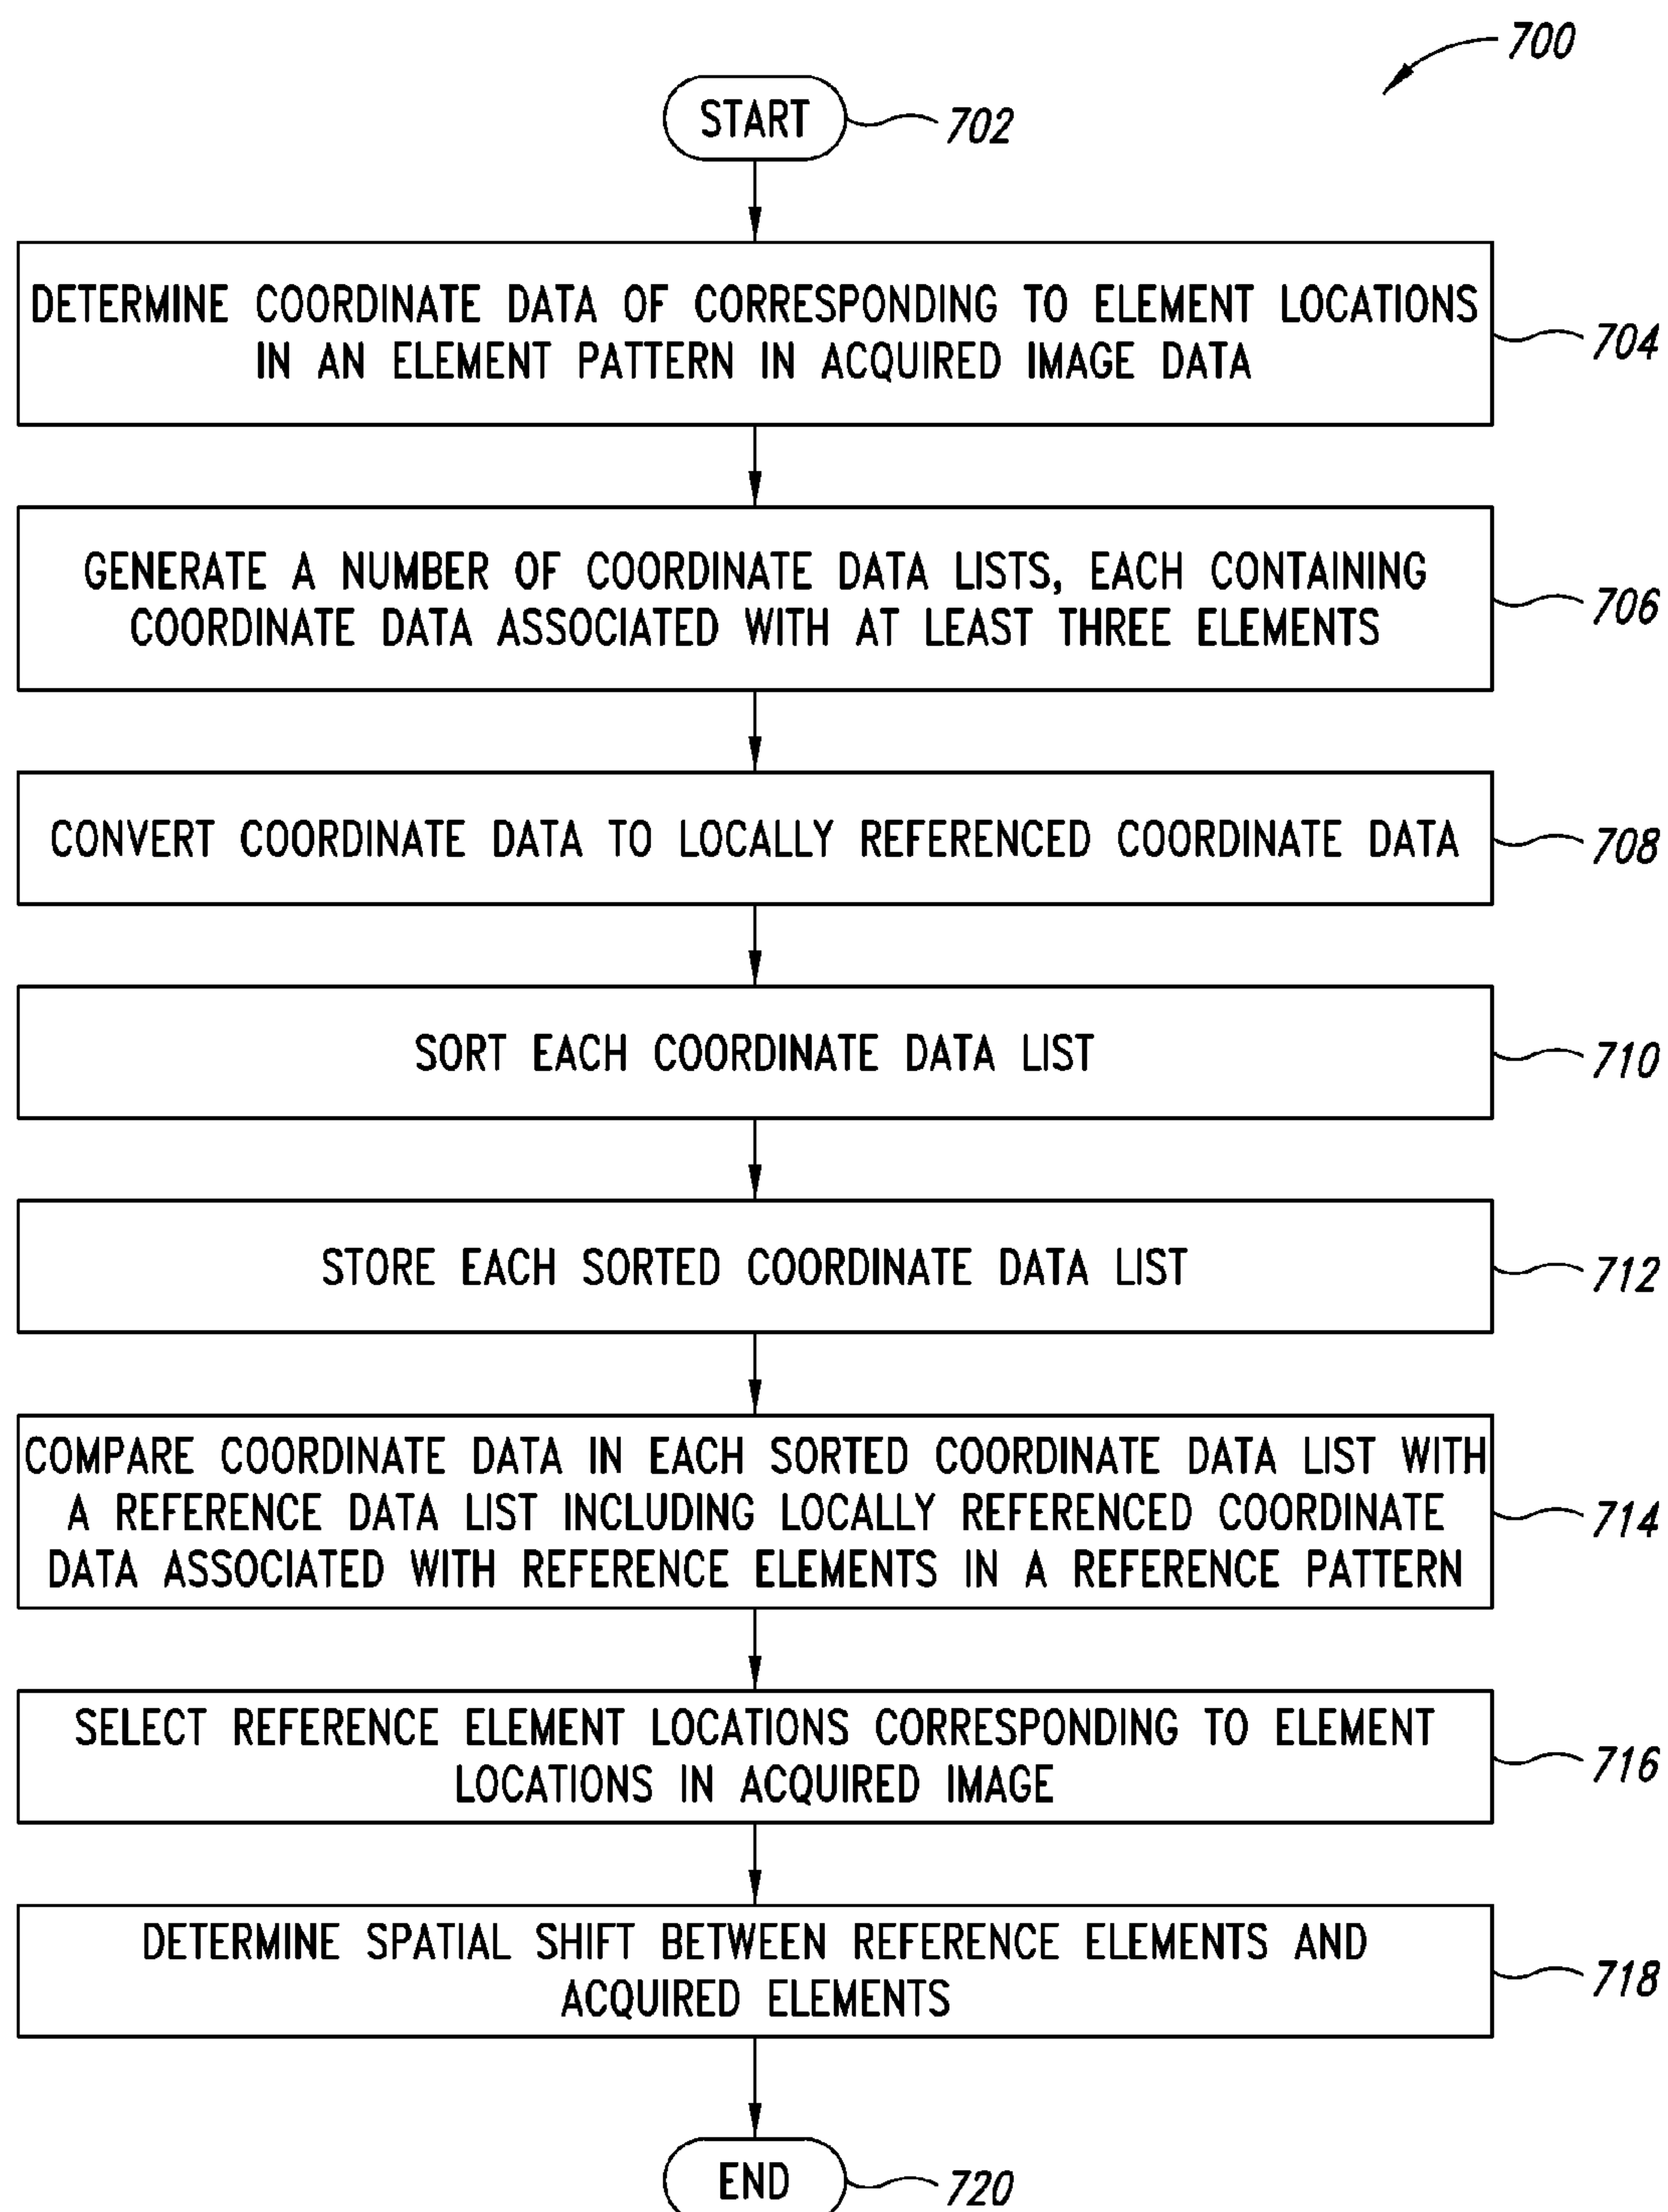 700
START
702
DETERMINE COORDINATE DATA OF CORRESPONDING TO ELEMENT LOCATIONS
IN AN ELEMENT PATTERN IN ACQUIRED IMAGE DATA
704
GENERATE A NUMBER OF COORDINATE DATA LISTS, EACH CONTAINING
COORDINATE DATA ASSOCIATED WITH AT LEAST THREE ELEMENTS
706
CONVERT COORDINATE DATA TO LOCALLY REFERENCED COORDINATE DATA
708
SORT EACH COORDINATE DATA LIST
710
STORE EACH SORTED COORDINATE DATA LIST
712
COMPARE COORDINATE DATA IN EACH SORTED COORDINATE DATA LIST WITH
A REFERENCE DATA LIST INCLUDING LOCALLY REFERENCED COORDINATE
DATA ASSOCIATED WITH REFERENCE ELEMENTS IN A REFERENCE PATTERN
714
SELECT REFERENCE ELEMENT LOCATIONS CORRESPONDING TO ELEMENT
LOCATIONS IN ACQUIRED IMAGE
716
DETERMINE SPATIAL SHIFT BETWEEN REFERENCE ELEMENTS AND
ACQUIRED ELEMENTS
718
END
720